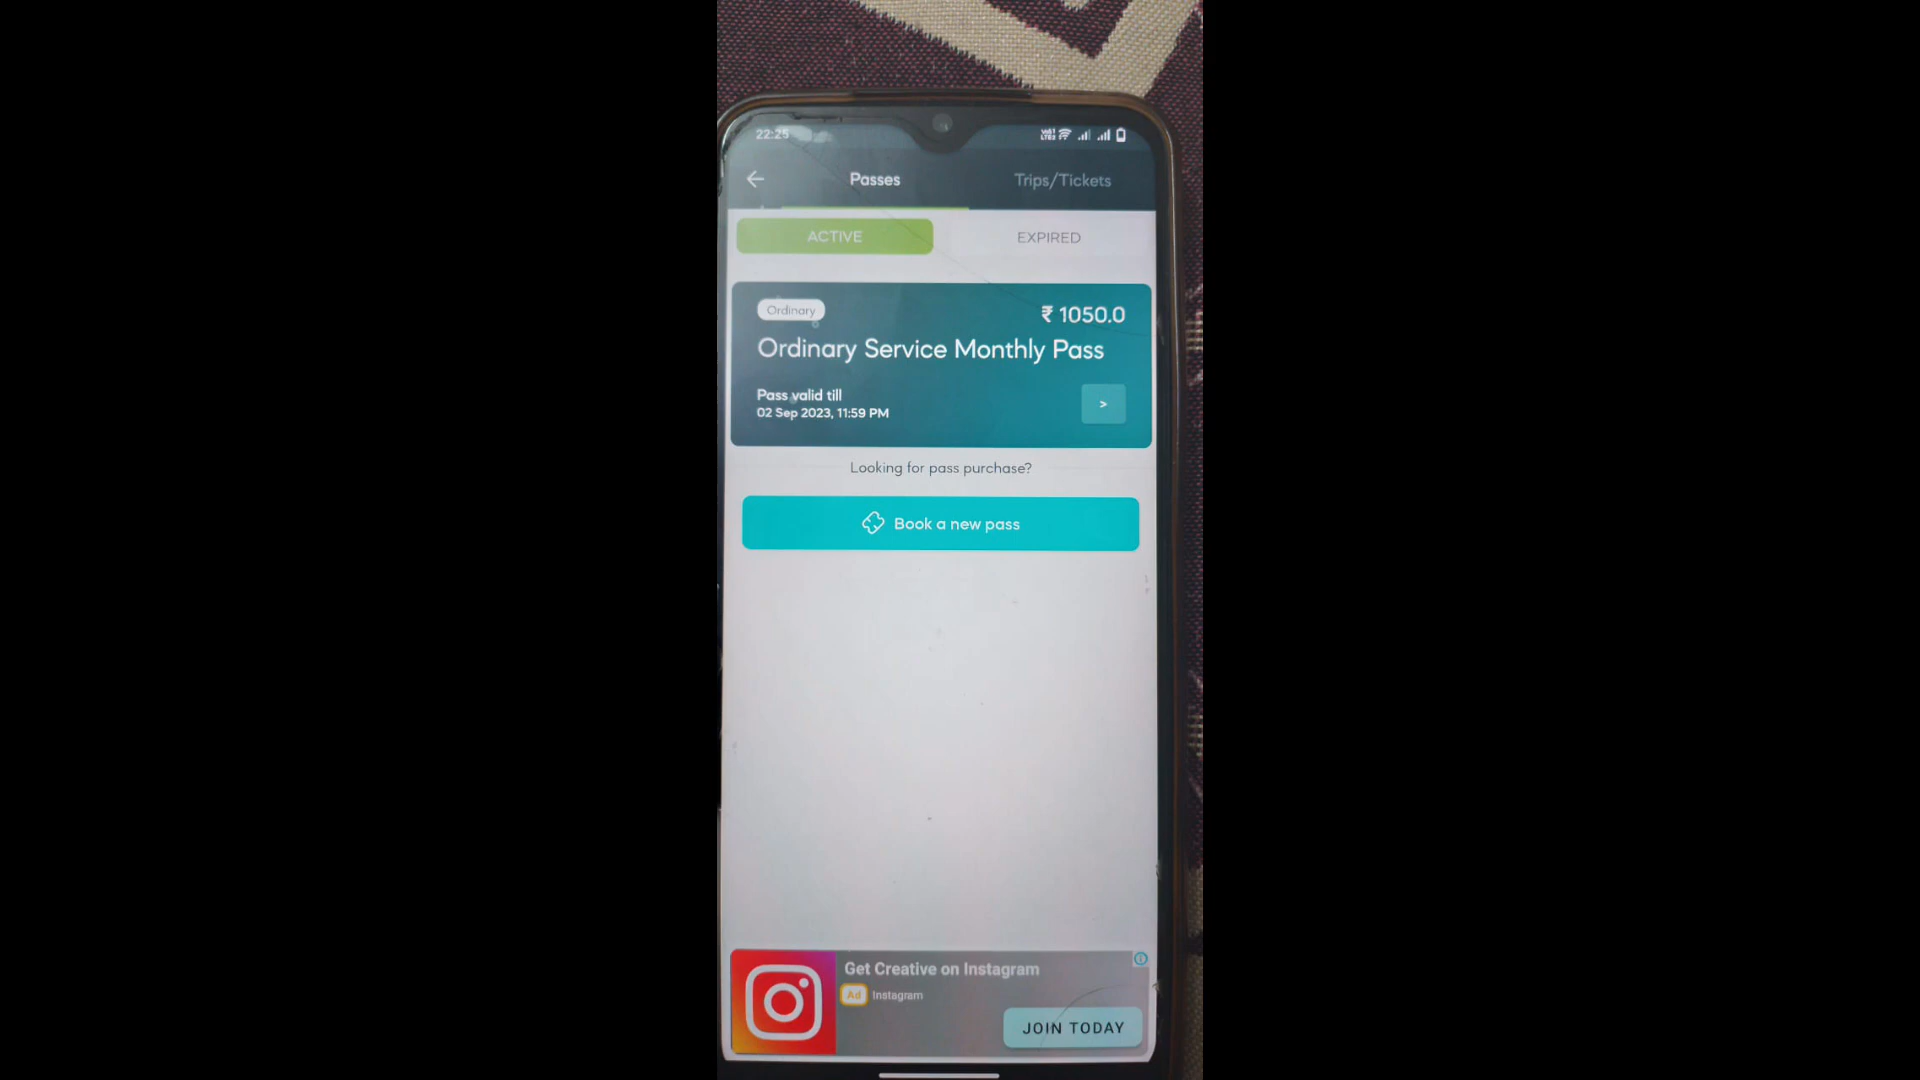 22:25
Passes
Trips/Tickets
ACTIVE
EXPIRED
Ordinary
₹ 1050.0
Ordinary Service Monthly Pass
Pass valid till
02 Sep 2023, 11:59 PM
>
Looking for pass purchase?
Book a new pass
Get Creative on Instagram
Ad Instagram
JOIN TODAY